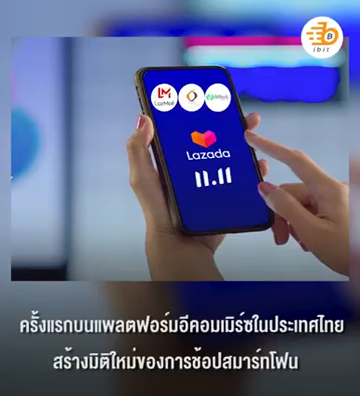 ibit
LM
LazMall
bitkub
Lazada
11.11
ครั้งแรกบนแพลตฟอร์มอีคอมเมิร์ซในประเทศไทย
สร้างมิติใหม่ของการช้อปสมาร์ทโฟน